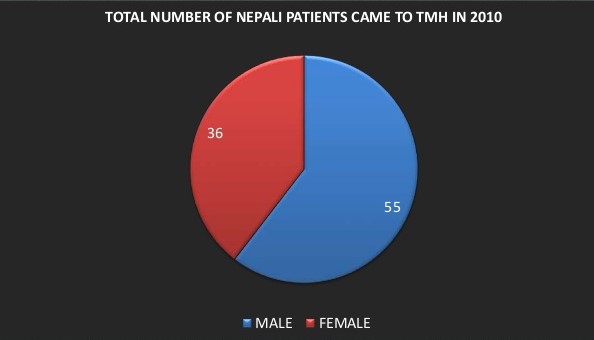 TOTAL NUMBER OF NEPALI PATIENTS CAME TO TMH IN 2010
36
55
MALE FEMALE